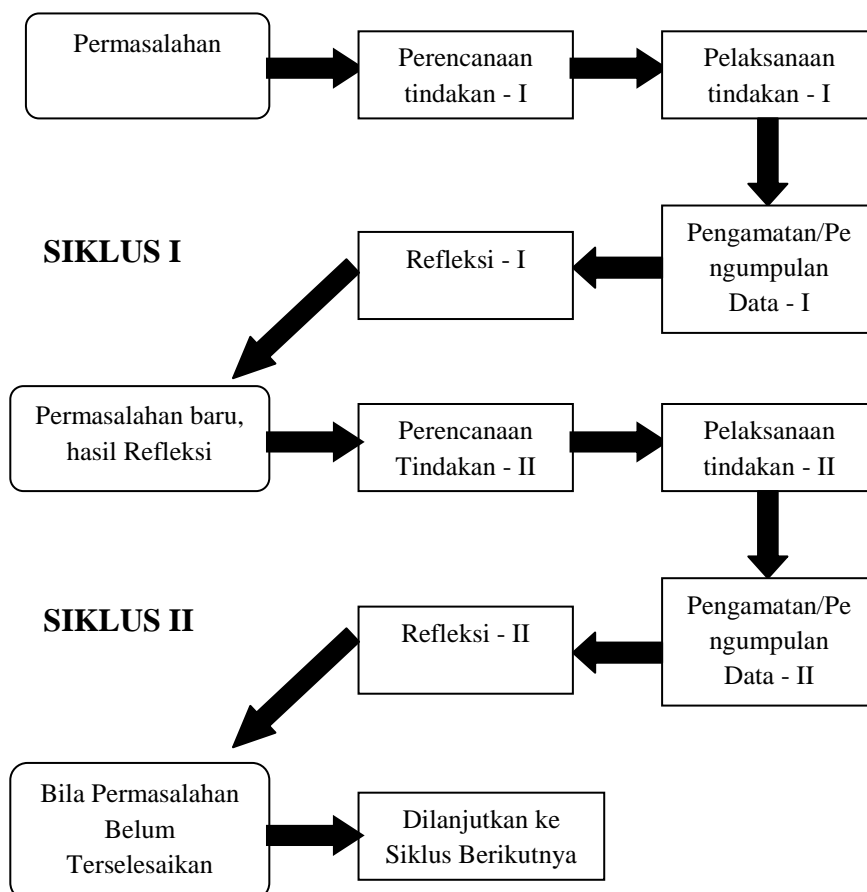 Permasalahan
Perencanaan
tindakan - I
Pelaksanaan
tindakan - I
SIKLUS I
Refleksi - I
Pengamatan/Pe
ngumpulan
Data - I
Permasalahan baru,
hasil Refleksi
Perencanaan
Tindakan - II
Pelaksanaan
tindakan - II
SIKLUS II
Refleksi - II
Pengamatan/Pe
ngumpulan
Data - II
Bila Permasalahan
Belum
Terselesaikan
Dilanjutkan ke
Siklus Berikutnya